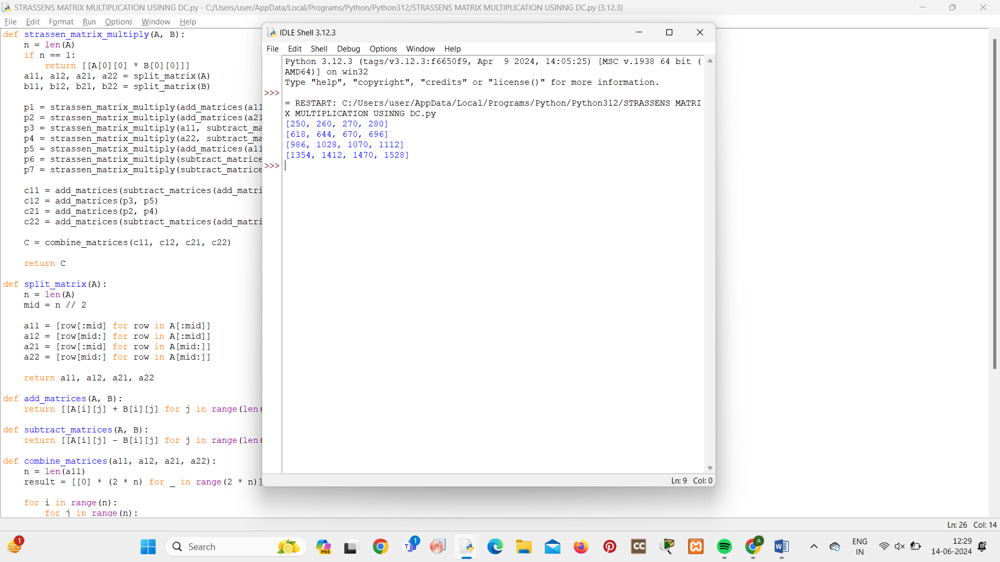 STRASSENS MATRIX MULTIPLICATION USINNG DC.py - C:/Users/user/AppData/Local/Programs/Python/Python312/STRASSENS MATRIX MULTIPLICATION USINNG DC.py (3.12.3)
File Edit Format Run Options Window Help
def strassen_matrix_multiply(A, B):
    n = len(A)
    if n == 1:
        return [[A[0][0] * B[0][0]]]
    a11, a12, a21, a22 = split_matrix(A)
    b11, b12, b21, b22 = split_matrix(B)
    p1 = strassen_matrix_multiply(add_matrices(a11
    p2 = strassen_matrix_multiply(add_matrices(a21
    p3 = strassen_matrix_multiply(a11, subtract_ma
    p4 = strassen_matrix_multiply(a22, subtract_ma
    p5 = strassen_matrix_multiply(add_matrices(a11
    p6 = strassen_matrix_multiply(subtract_matrice
    p7 = strassen_matrix_multiply(subtract_matrice
    c11 = add_matrices(subtract_matrices(add_matri
    c12 = add_matrices(p3, p5)
    c21 = add_matrices(p2, p4)
    c22 = add_matrices(subtract_matrices(add_matri
    C = combine_matrices(c11, c12, c21, c22)
    return C
def split_matrix(A):
    n = len(A)
    mid = n // 2
    a11 = [row[:mid] for row in A[:mid]]
    a12 = [row[mid:] for row in A[:mid]]
    a21 = [row[:mid] for row in A[mid:]]
    a22 = [row[mid:] for row in A[mid:]]
    return a11, a12, a21, a22
def add_matrices(A, B):
    return [[A[i][j] + B[i][j] for j in range(len(
def subtract_matrices(A, B):
    return [[A[i][j] - B[i][j] for j in range(len(
def combine_matrices(a11, a12, a21, a22):
    n = len(a11)
    result = [[0] * (2 * n) for _ in range(2 * n)]
    for i in range(n):
        for j in range(n):
IDLE Shell 3.12.3
File Edit Shell Debug Options Window Help
Python 3.12.3 (tags/v3.12.3:f6650f9, Apr  9 2024, 14:05:25) [MSC v.1938 64 bit (
AMD64)] on win32
Type "help", "copyright", "credits" or "license()" for more information.
>>>
= RESTART: C:/Users/user/AppData/Local/Programs/Python/Python312/STRASSENS MATRI
X MULTIPLICATION USINNG DC.py
[250, 260, 270, 280]
[618, 644, 670, 696]
[986, 1028, 1070, 1112]
[1354, 1412, 1470, 1528]
>>>
Ln: 9 Col: 0
Ln: 26 Col: 14
1
Search
PRE
1
T
CC
A
W
ENG
IN
12:29
14-06-2024